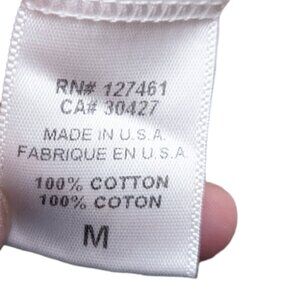 RN# 127461
CA# 30427
MADE IN U.S.A.
FABRIQUE EN U.S.A.
100% COTTON
100% COTON
M